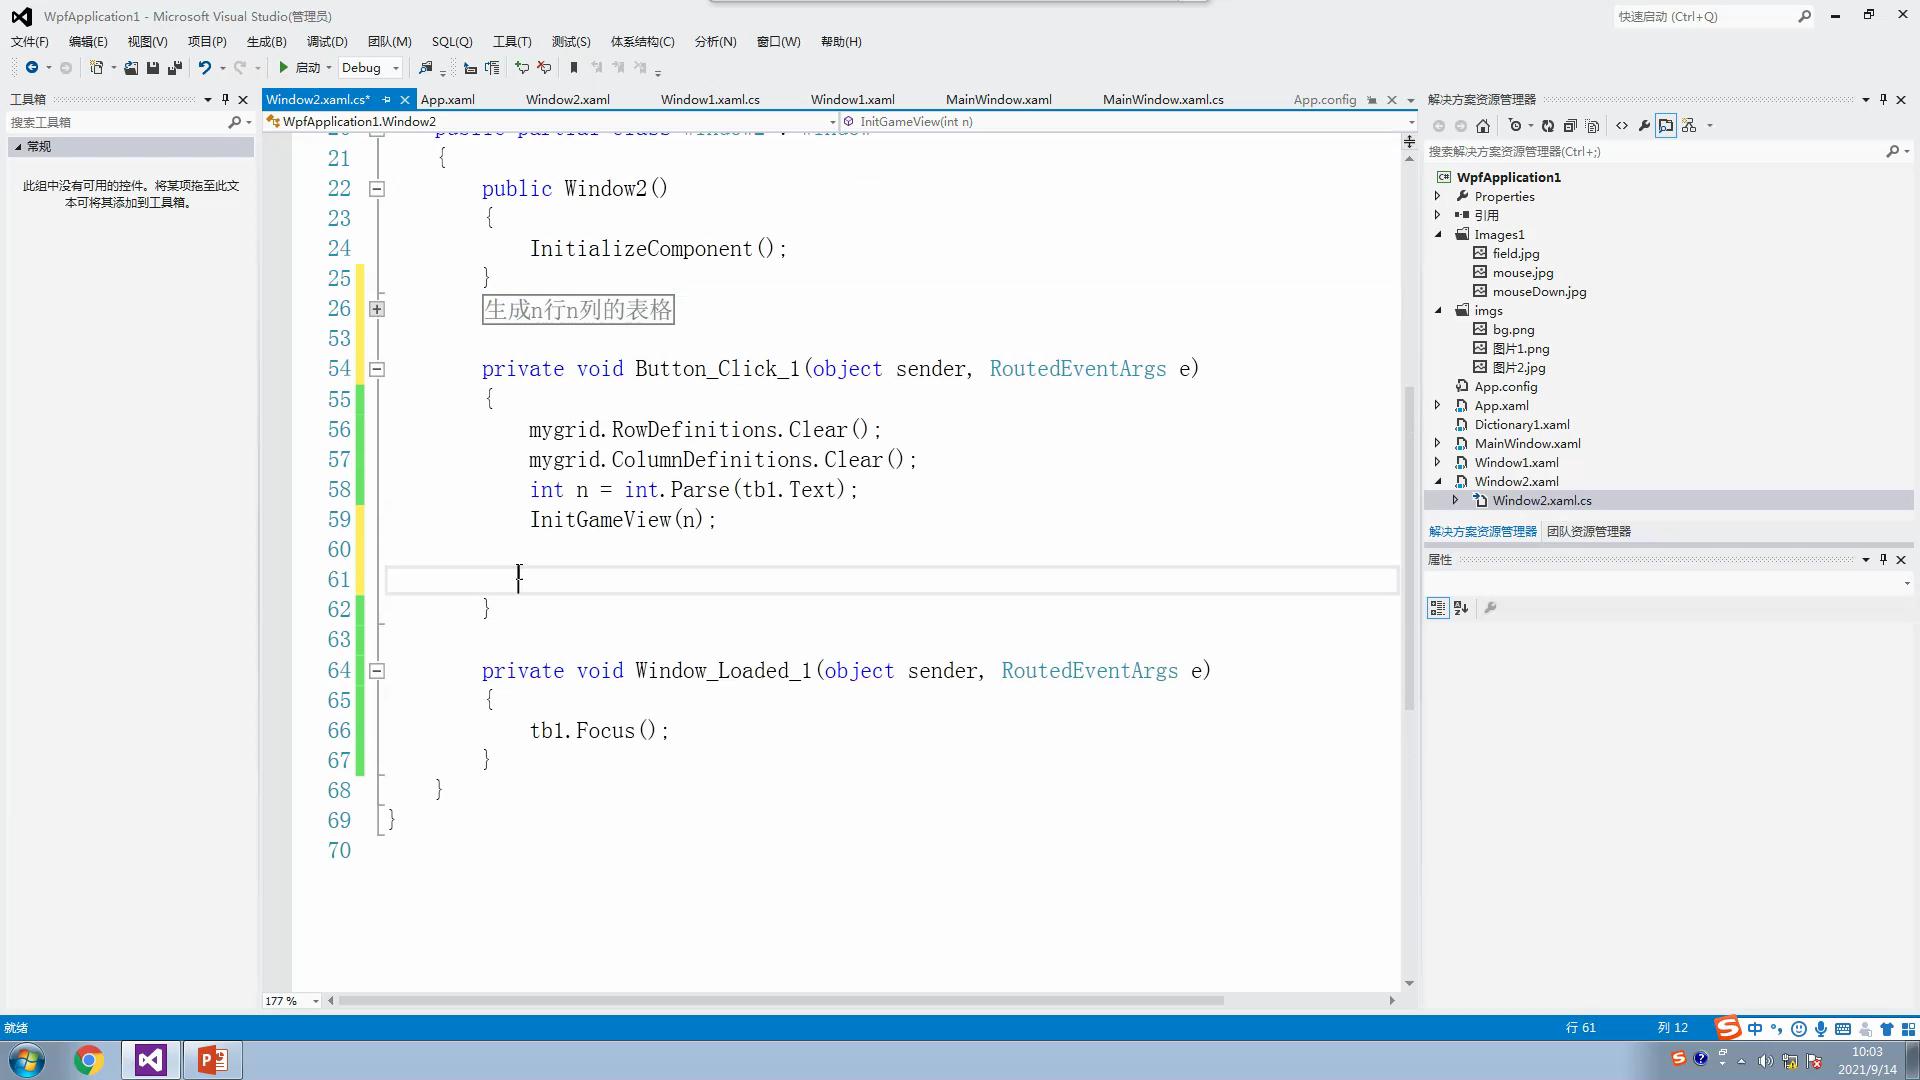 WpfApplication1 - Microsoft Visual Studio(管理员)
快速启动 (Ctrl+Q)
文件(F) 编辑(E) 视图(V) 项目(P) 生成(B) 调试(D) 团队(M) SQL(Q) 工具(T) 测试(S) 体系结构(C) 分析(N) 窗口(W) 帮助(H)
启动 Debug
工具箱
Window2.xaml.cs* App.xaml Window2.xaml Window1.xaml.cs Window1.xaml MainWindow.xaml MainWindow.xaml.cs App.config
解决方案资源管理器
搜索工具箱
WpfApplication1.Window2
InitGameView(int n)
常规
此组中没有可用的控件。将某项拖至此文
本可将其添加到工具箱。
搜索解决方案资源管理器(Ctrl+;)
20 public partial class Window2 : Window
21 {
22 public Window2()
23 {
24 InitializeComponent();
25 }
26 生成n行n列的表格
53
54 private void Button_Click_1(object sender, RoutedEventArgs e)
55 {
56 mygrid.RowDefinitions.Clear();
57 mygrid.ColumnDefinitions.Clear();
58 int n = int.Parse(tb1.Text);
59 InitGameView(n);
60
61
62 }
63
64 private void Window_Loaded_1(object sender, RoutedEventArgs e)
65 {
66 tb1.Focus();
67 }
68 }
69 }
70
177 %
WpfApplication1
Properties
引用
Images1
field.jpg
mouse.jpg
mouseDown.jpg
imgs
bg.png
图片1.png
图片2.jpg
App.config
App.xaml
Dictionary1.xaml
MainWindow.xaml
Window1.xaml
Window2.xaml
Window2.xaml.cs
解决方案资源管理器 团队资源管理器
属性
就绪
行 61 列 12
中
10:03
2021/9/14